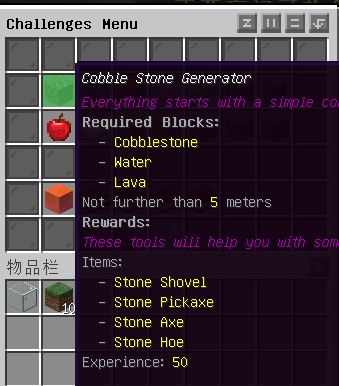 Challenges Menu
Cobble Stone Generator
Everything starts with a simple co
Required Blocks:
- Cobblestone
- Water
- Lava
Not further than 5 meters
Rewards:
These tools will help you with som
Items:
- Stone Shovel
- Stone Pickaxe
- Stone Axe
- Stone Hoe
Experience: 50
物品栏
10